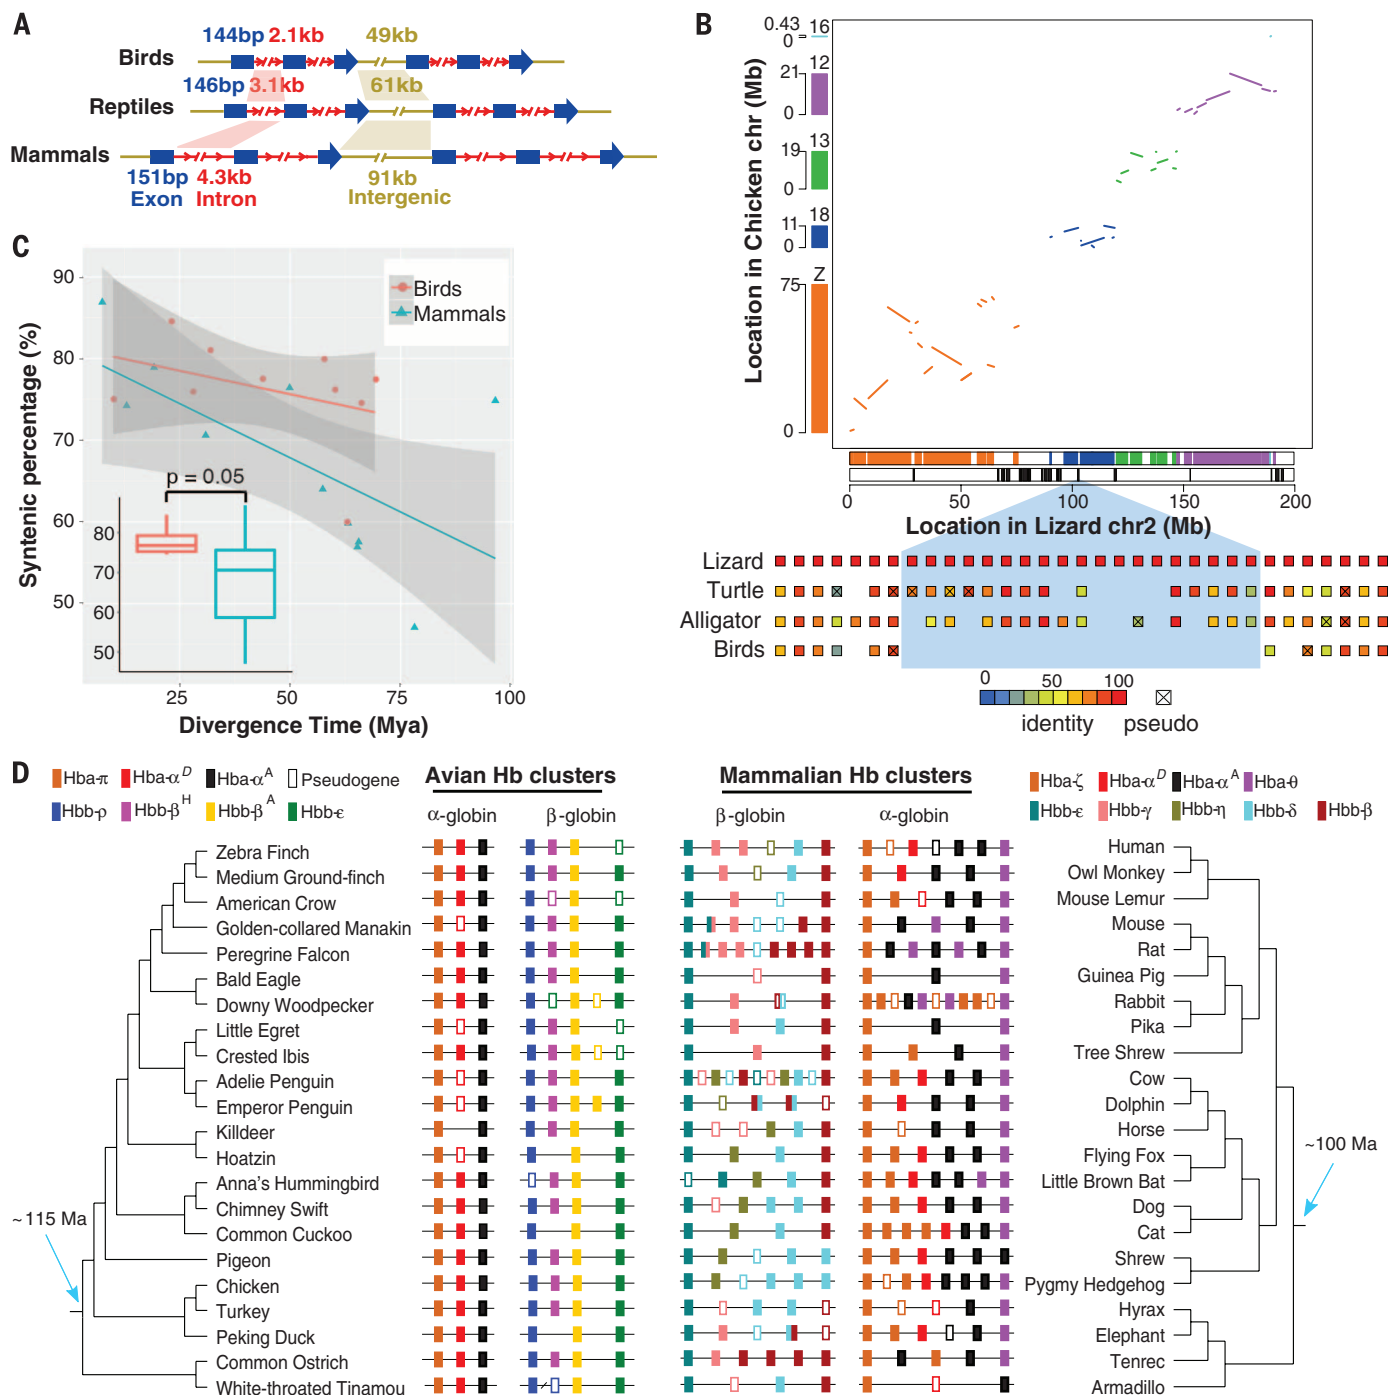 A
144bp 2.1kb 49kb
Birds
146bp 3.1kb 61kb
Reptiles
Mammals
151bp 4.3kb 91kb
Exon Intron Intergenic
B
Location in Chicken chr (Mb)
0.43 16
0
21 12
0
19 13
0
11 18
0
75 Z
0
0 50 100 150 200
Location in Lizard chr2 (Mb)
Lizard
Turtle
Alligator
Birds
0 50 100
identity pseudo
C
Syntenic percentage (%)
90
80
70
60
50
Birds
Mammals
p = 0.05
80
70
60
50
25 50 75 100
Divergence Time (Mya)
D
Hba-π Hba-α^D Hba-α^A Pseudogene
Hbb-ρ Hbb-β^H Hbb-β^A Hbb-ε
Avian Hb clusters
α-globin β-globin
Mammalian Hb clusters
β-globin α-globin
Hba-ζ Hba-α^D Hba-α^A Hba-θ
Hbb-ε Hbb-γ Hbb-η Hbb-δ Hbb-β
Zebra Finch
Medium Ground-finch
American Crow
Golden-collared Manakin
Peregrine Falcon
Bald Eagle
Downy Woodpecker
Little Egret
Crested Ibis
Adelie Penguin
Emperor Penguin
Killdeer
Hoatzin
Anna's Hummingbird
Chimney Swift
Common Cuckoo
Pigeon
Chicken
Turkey
Peking Duck
Common Ostrich
White-throated Tinamou
~115 Ma
Human
Owl Monkey
Mouse Lemur
Mouse
Rat
Guinea Pig
Rabbit
Pika
Tree Shrew
Cow
Dolphin
Horse
Flying Fox
Little Brown Bat
Dog
Cat
Shrew
Pygmy Hedgehog
Hyrax
Elephant
Tenrec
Armadillo
~100 Ma